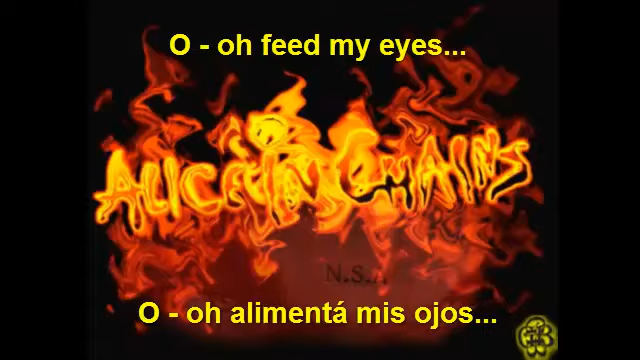 O - oh feed my eyes...
ALICE IN CHAINS
N.S.A
O - oh alimentá mis ojos...